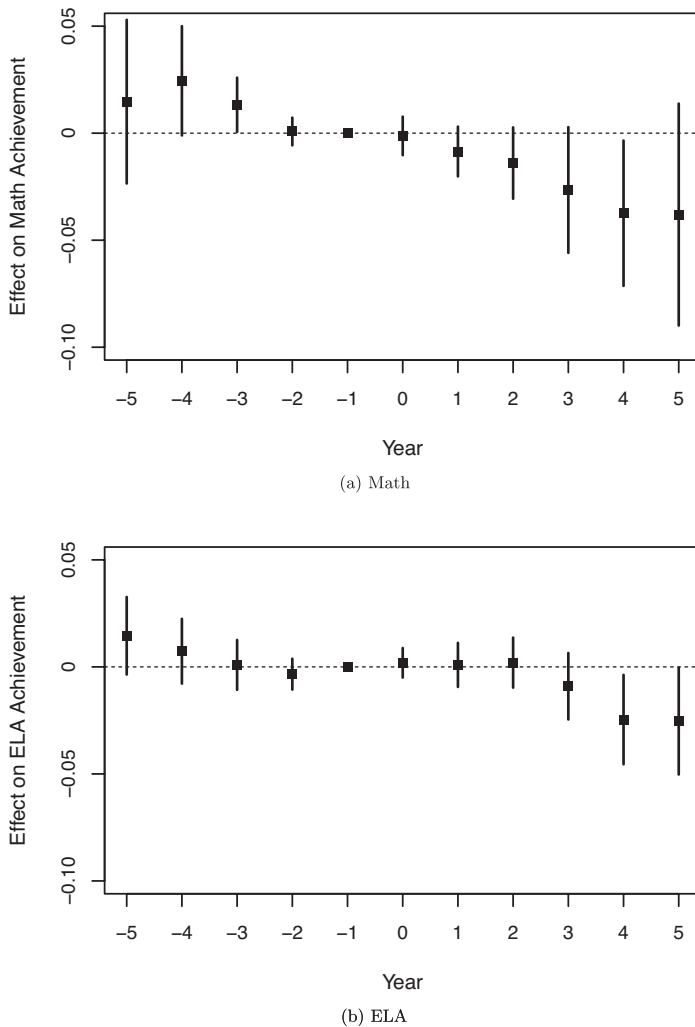 Effect on Math Achievement
0.05
0
−0.05
−0.10
−5 −4 −3 −2 −1 0 1 2 3 4 5
Year
(a) Math
Effect on ELA Achievement
0.05
0
−0.05
−0.10
−5 −4 −3 −2 −1 0 1 2 3 4 5
Year
(b) ELA